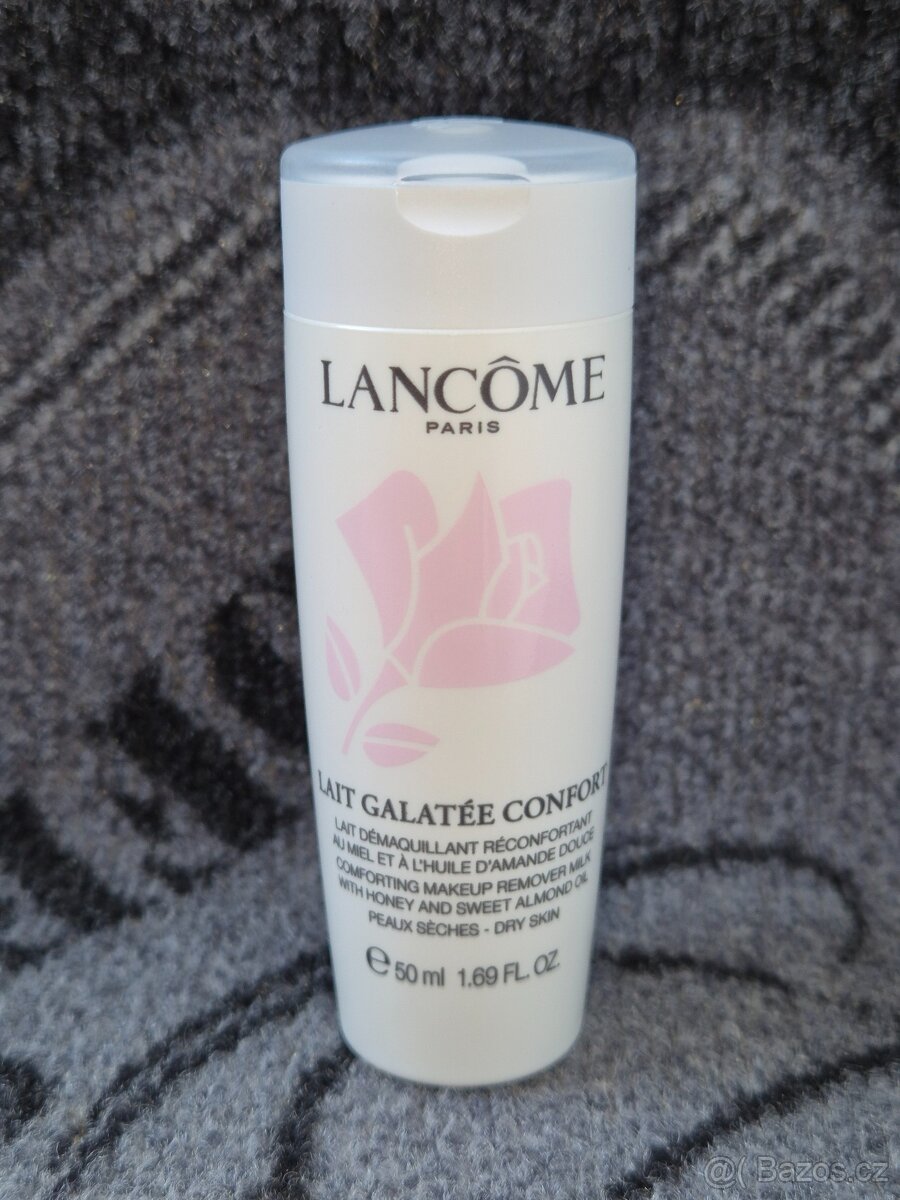 LANCÔME
PARIS
LAIT GALATÉE CONFORT
LAIT DÉMAQUILLANT RÉCONFORTANT
AU MIEL ET À L'HUILE D'AMANDE DOUCE
COMFORTING MAKEUP REMOVER MILK
WITH HONEY AND SWEET ALMOND OIL
PEAUX SÈCHES - DRY SKIN
℮ 50 ml 1.69 FL. OZ.
@( Bazos.cz